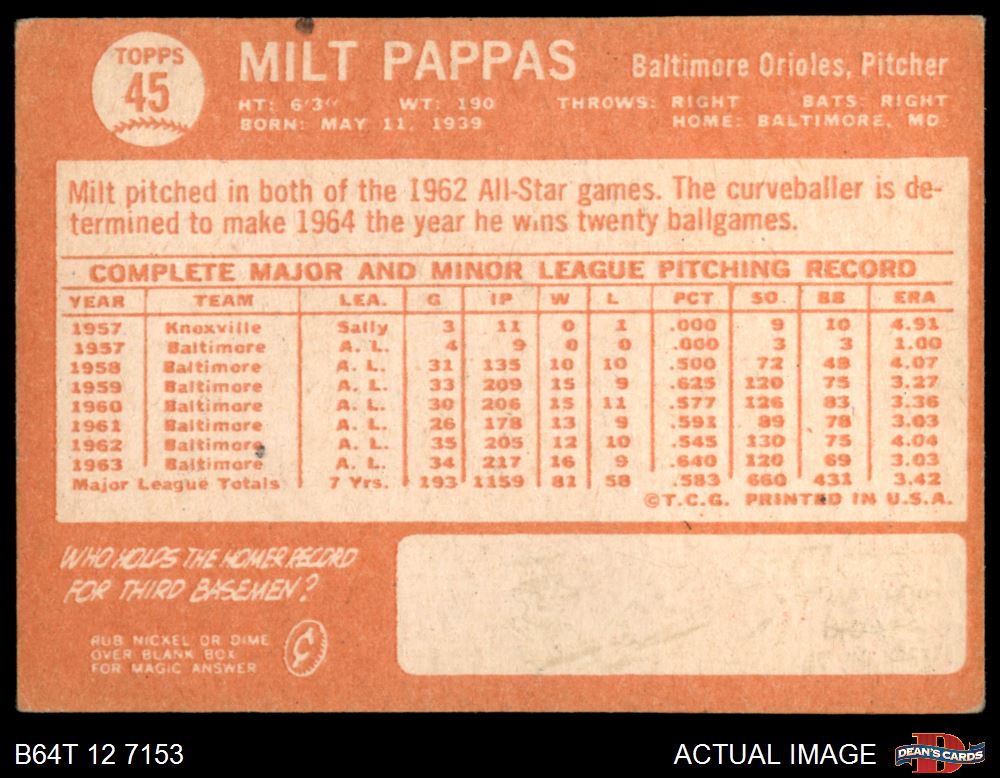 TOPPS
45
MILT PAPPAS
Baltimore Orioles, Pitcher
HT: 6'3" WT: 190 THROWS: RIGHT BATS: RIGHT
BORN: MAY 11, 1939 HOME: BALTIMORE, MD
Milt pitched in both of the 1962 All-Star games. The curveballer is de-
termined to make 1964 the year he wins twenty ballgames.
COMPLETE MAJOR AND MINOR LEAGUE PITCHING RECORD
YEAR TEAM LEA. G IP W L PCT SO BB ERA
1957 Knoxville Sally 3 11 0 1 .000 9 10 4.91
1957 Baltimore A. L. 4 9 0 0 .000 3 3 1.00
1958 Baltimore A. L. 31 135 10 10 .500 72 48 4.07
1959 Baltimore A. L. 33 209 15 9 .625 120 75 3.27
1960 Baltimore A. L. 30 206 15 11 .577 126 83 3.36
1961 Baltimore A. L. 26 178 13 9 .591 89 78 3.03
1962 Baltimore A. L. 35 205 12 10 .545 130 75 4.04
1963 Baltimore A. L. 34 217 16 9 .640 120 69 3.03
Major League Totals 7 Yrs. 193 1159 81 58 .583 660 431 3.42
©T.C.G. PRINTED IN U.S.A.
WHO HOLDS THE HOMER RECORD
FOR THIRD BASEMEN?
RUB NICKEL OR DIME
OVER BLANK BOX
FOR MAGIC ANSWER
¢
B64T 12 7153
ACTUAL IMAGE
DEAN'S CARDS